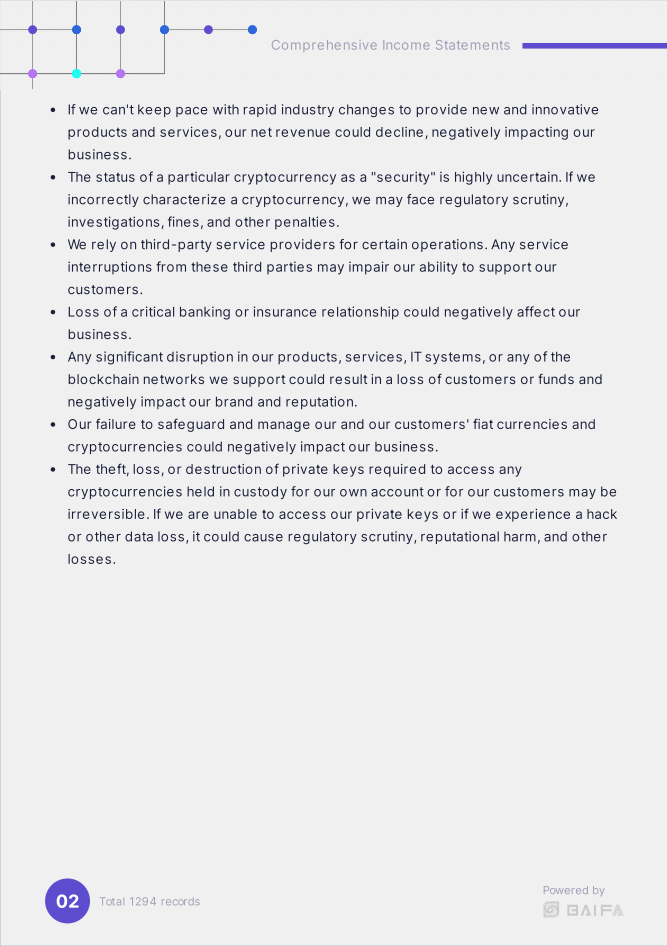 Comprehensive Income Statements
• If we can't keep pace with rapid industry changes to provide new and innovative
products and services, our net revenue could decline, negatively impacting our
business.
• The status of a particular cryptocurrency as a "security" is highly uncertain. If we
incorrectly characterize a cryptocurrency, we may face regulatory scrutiny,
investigations, fines, and other penalties.
• We rely on third-party service providers for certain operations. Any service
interruptions from these third parties may impair our ability to support our
customers.
• Loss of a critical banking or insurance relationship could negatively affect our
business.
• Any significant disruption in our products, services, IT systems, or any of the
blockchain networks we support could result in a loss of customers or funds and
negatively impact our brand and reputation.
• Our failure to safeguard and manage our and our customers' fiat currencies and
cryptocurrencies could negatively impact our business.
• The theft, loss, or destruction of private keys required to access any
cryptocurrencies held in custody for our own account or for our customers may be
irreversible. If we are unable to access our private keys or if we experience a hack
or other data loss, it could cause regulatory scrutiny, reputational harm, and other
losses.
02
Total 1294 records
Powered by
BAIFA